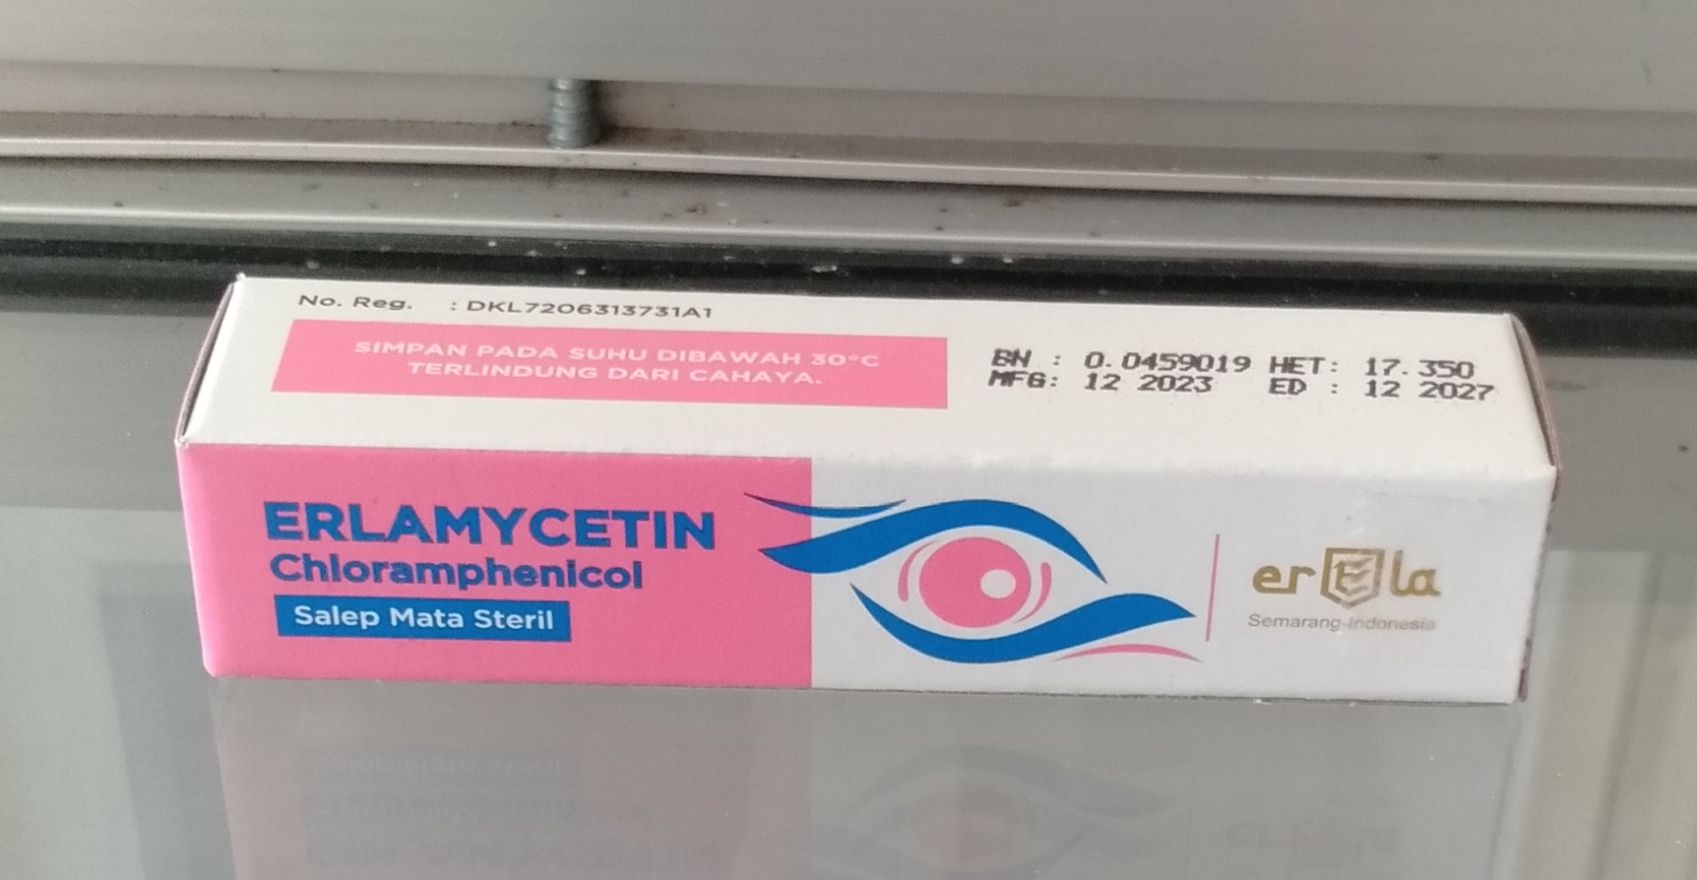 No. Reg. : DKL7206313731A1
SIMPAN PADA SUHU DIBAWAH 30°C
TERLINDUNG DARI CAHAYA.
BN : 0.0459019 HET: 17.350
MFG: 12 2023 ED : 12 2027
ERLAMYCETIN
Chloramphenicol
Salep Mata Steril
erela
Semarang-Indonesia